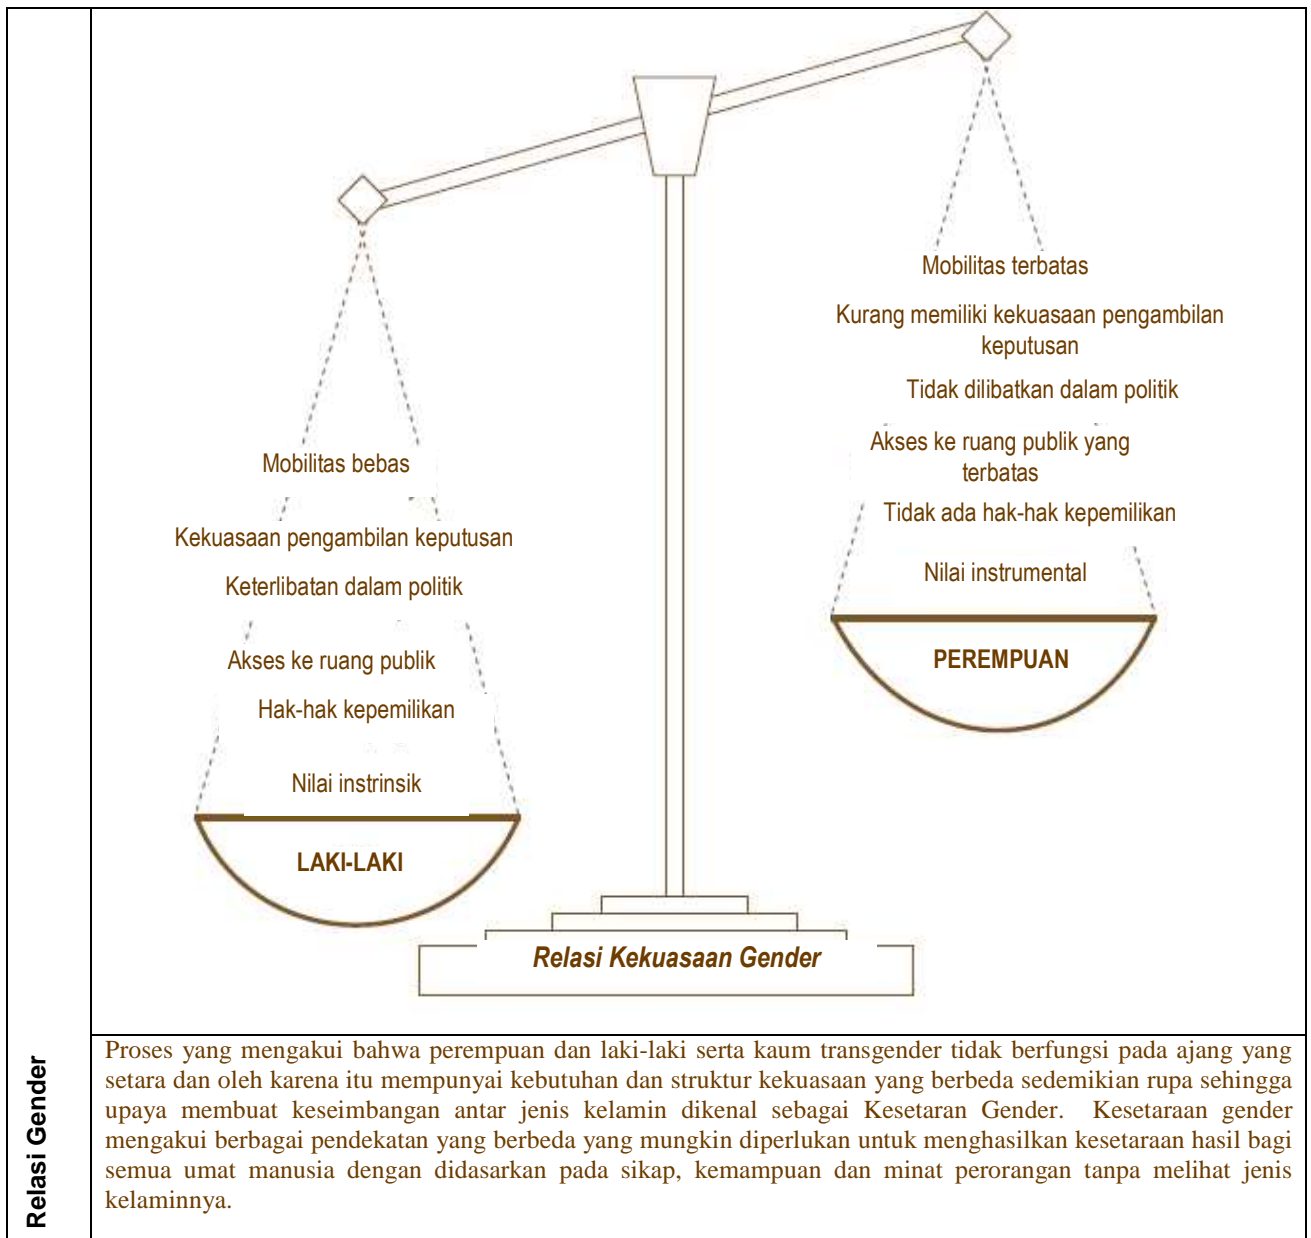 Mobilitas terbatas
Kurang memiliki kekuasaan pengambilan
keputusan
Tidak dilibatkan dalam politik
Akses ke ruang publik yang
terbatas
Tidak ada hak-hak kepemilikan
Nilai instrumental
PEREMPUAN
Mobilitas bebas
Kekuasaan pengambilan keputusan
Keterlibatan dalam politik
Akses ke ruang publik
Hak-hak kepemilikan
Nilai instrinsik
LAKI-LAKI
Relasi Kekuasaan Gender
Relasi Gender
Proses yang mengakui bahwa perempuan dan laki-laki serta kaum transgender tidak berfungsi pada ajang yang
setara dan oleh karena itu mempunyai kebutuhan dan struktur kekuasaan yang berbeda sedemikian rupa sehingga
upaya membuat keseimbangan antar jenis kelamin dikenal sebagai Kesetaran Gender. Kesetaraan gender
mengakui berbagai pendekatan yang berbeda yang mungkin diperlukan untuk menghasilkan kesetaraan hasil bagi
semua umat manusia dengan didasarkan pada sikap, kemampuan dan minat perorangan tanpa melihat jenis
kelaminnya.